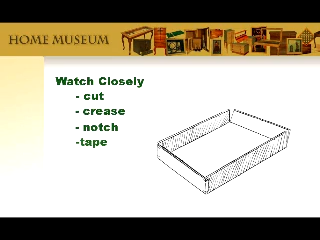 HOME MUSEUM
Watch Closely
- cut
- crease
- notch
-tape